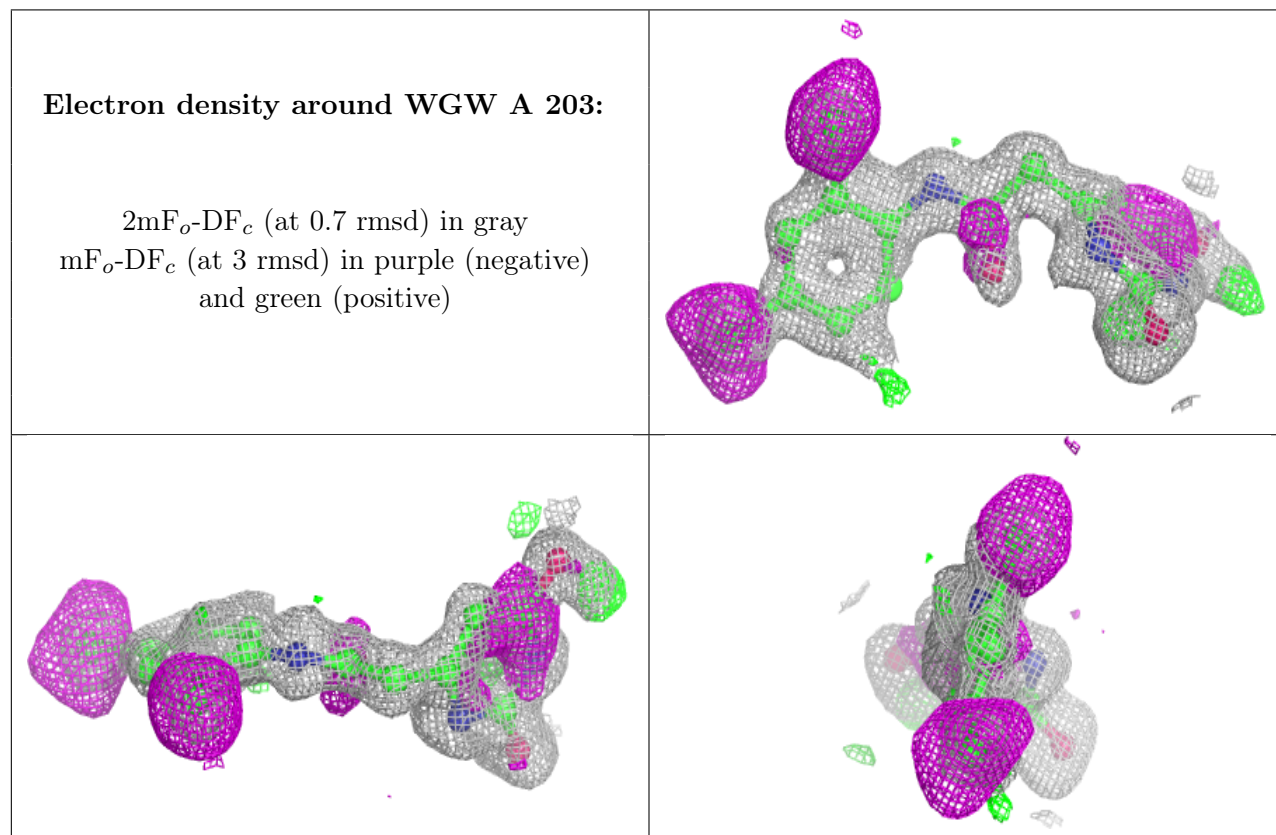 Electron density around WGW A 203:
2mFo-DFc (at 0.7 rmsd) in gray
mFo-DFc (at 3 rmsd) in purple (negative)
and green (positive)